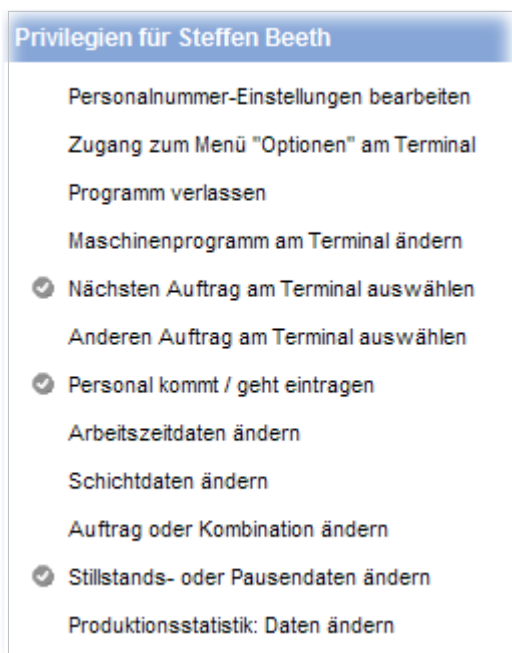 Privilegien für Steffen Beeth
Personalnummer-Einstellungen bearbeiten
Zugang zum Menü "Optionen" am Terminal
Programm verlassen
Maschinenprogramm am Terminal ändern
Nächsten Auftrag am Terminal auswählen
Anderen Auftrag am Terminal auswählen
Personal kommt / geht eintragen
Arbeitszeitdaten ändern
Schichtdaten ändern
Auftrag oder Kombination ändern
Stillstands- oder Pausendaten ändern
Produktionsstatistik: Daten ändern